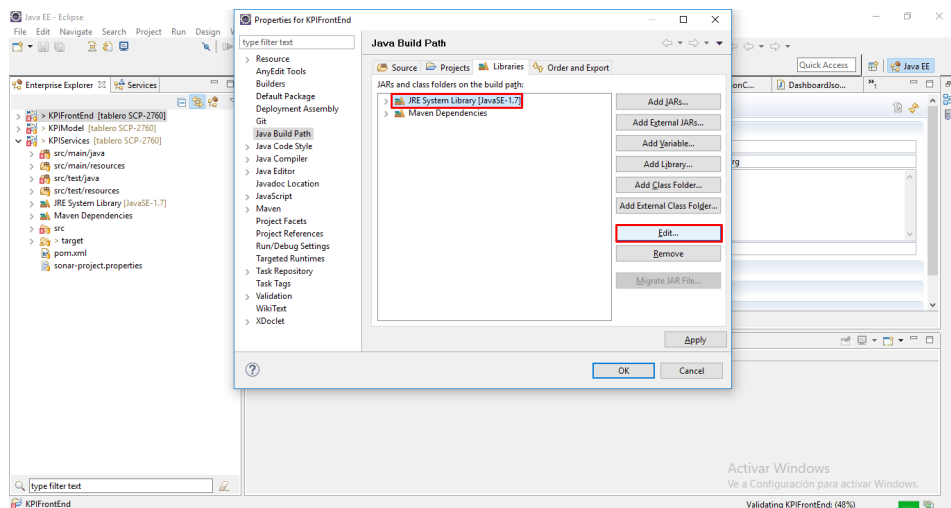 Java EE - Eclipse
File Edit Navigate Search Project Run Design
Enterprise Explorer Services
> KPIFrontEnd [tablero SCP-2760]
> KPIModel [tablero SCP-2760]
> KPIServices [tablero SCP-2760]
src/main/java
src/main/resources
src/test/java
src/test/resources
JRE System Library [JavaSE-1.7]
Maven Dependencies
src
> target
pom.xml
sonar-project.properties
type filter text
KPIFrontEnd
Properties for KPIFrontEnd
type filter text
Resource
AnyEdit Tools
Builders
Default Package
Deployment Assembly
Git
Java Build Path
Java Code Style
Java Compiler
Java Editor
Javadoc Location
JavaScript
Maven
Project Facets
Project References
Run/Debug Settings
Targeted Runtimes
Task Repository
Task Tags
Validation
WikiText
XDoclet
Java Build Path
Source Projects Libraries Order and Export
JARs and class folders on the build path:
JRE System Library [JavaSE-1.7]
Maven Dependencies
Add JARs...
Add External JARs...
Add Variable...
Add Library...
Add Class Folder...
Add External Class Folder...
Edit...
Remove
Migrate JAR File...
Apply
OK Cancel
Quick Access Java EE
onC... DashboardJso... 1
rg
Activar Windows
Ve a Configuración para activar Windows.
Validating KPIFrontEnd: (48%)